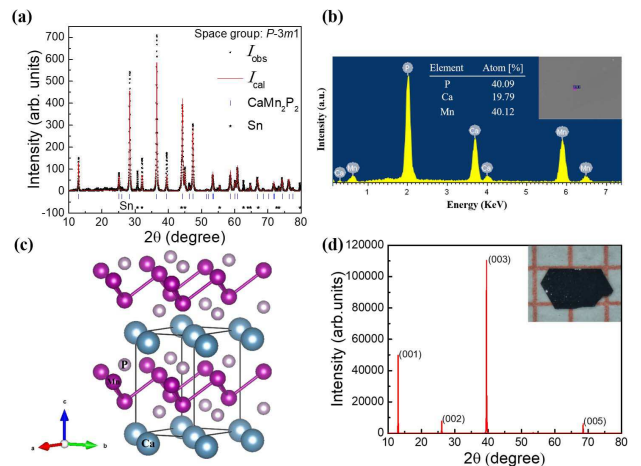 (a)
Space group: P-3m1
I_obs
I_cal
CaMn2P2
Sn
Intensity (arb. units)
700
600
500
400
300
200
100
0
-100
Sn
10 20 30 40 50 60 70 80
2θ (degree)
(b)
Element Atom [%]
P 40.09
Ca 19.79
Mn 40.12
Ca Mn P Ca Ca Mn Mn
Intensity (a.u.)
1 2 3 4 5 6 7
Energy (KeV)
(c)
P
Mn
Ca
c
a
b
(d)
120000
100000
80000
60000
40000
20000
0
Intensity (arb.units)
(001)
(002)
(003)
(005)
10 20 30 40 50 60 70 80
2θ (degree)